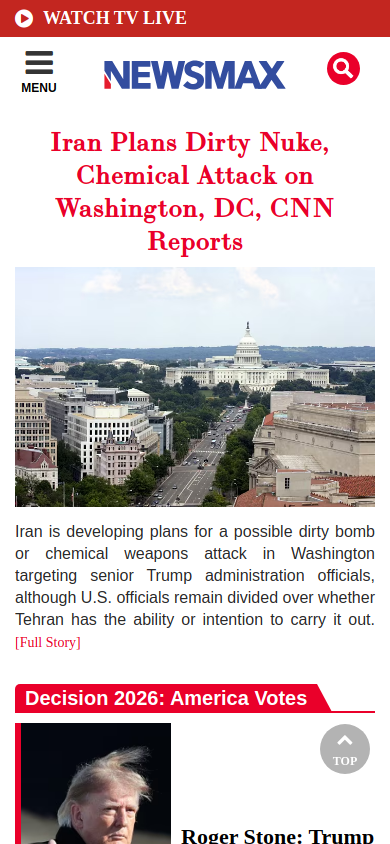 WATCH TV LIVE
MENU
NEWSMAX
Iran Plans Dirty Nuke,
Chemical Attack on
Washington, DC, CNN
Reports
Iran is developing plans for a possible dirty bomb
or chemical weapons attack in Washington
targeting senior Trump administration officials,
although U.S. officials remain divided over whether
Tehran has the ability or intention to carry it out.
[Full Story]
Decision 2026: America Votes
TOP
Roger Stone: Trump